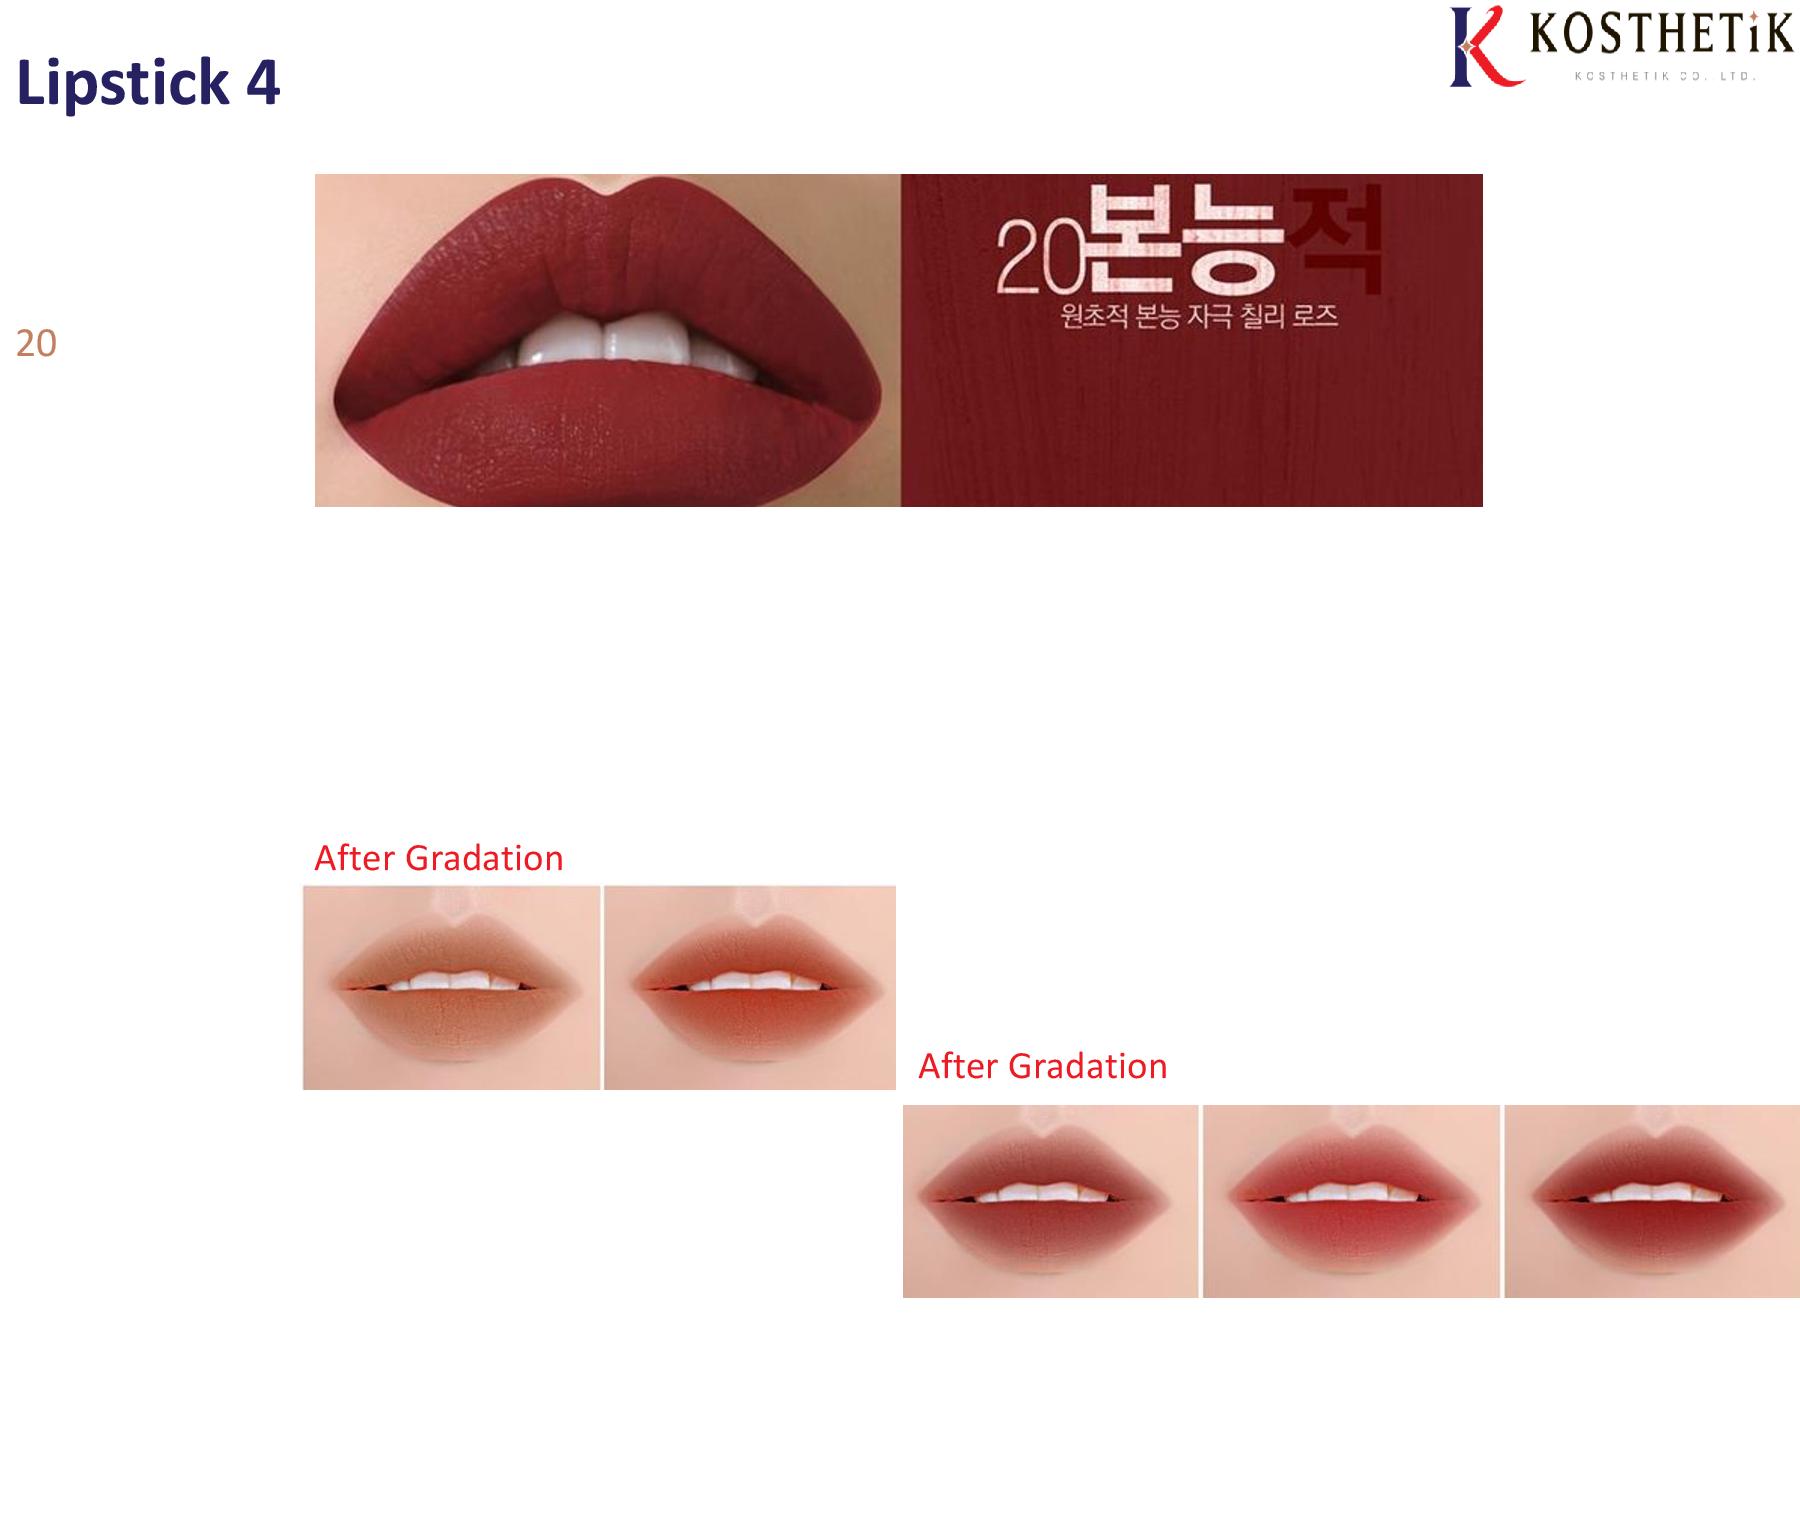 Lipstick 4
KOSTHETiK
KOSTHETIK CO. LTD.
20본능적
원초적 본능 자극 칠리 로즈
20
After Gradation
After Gradation